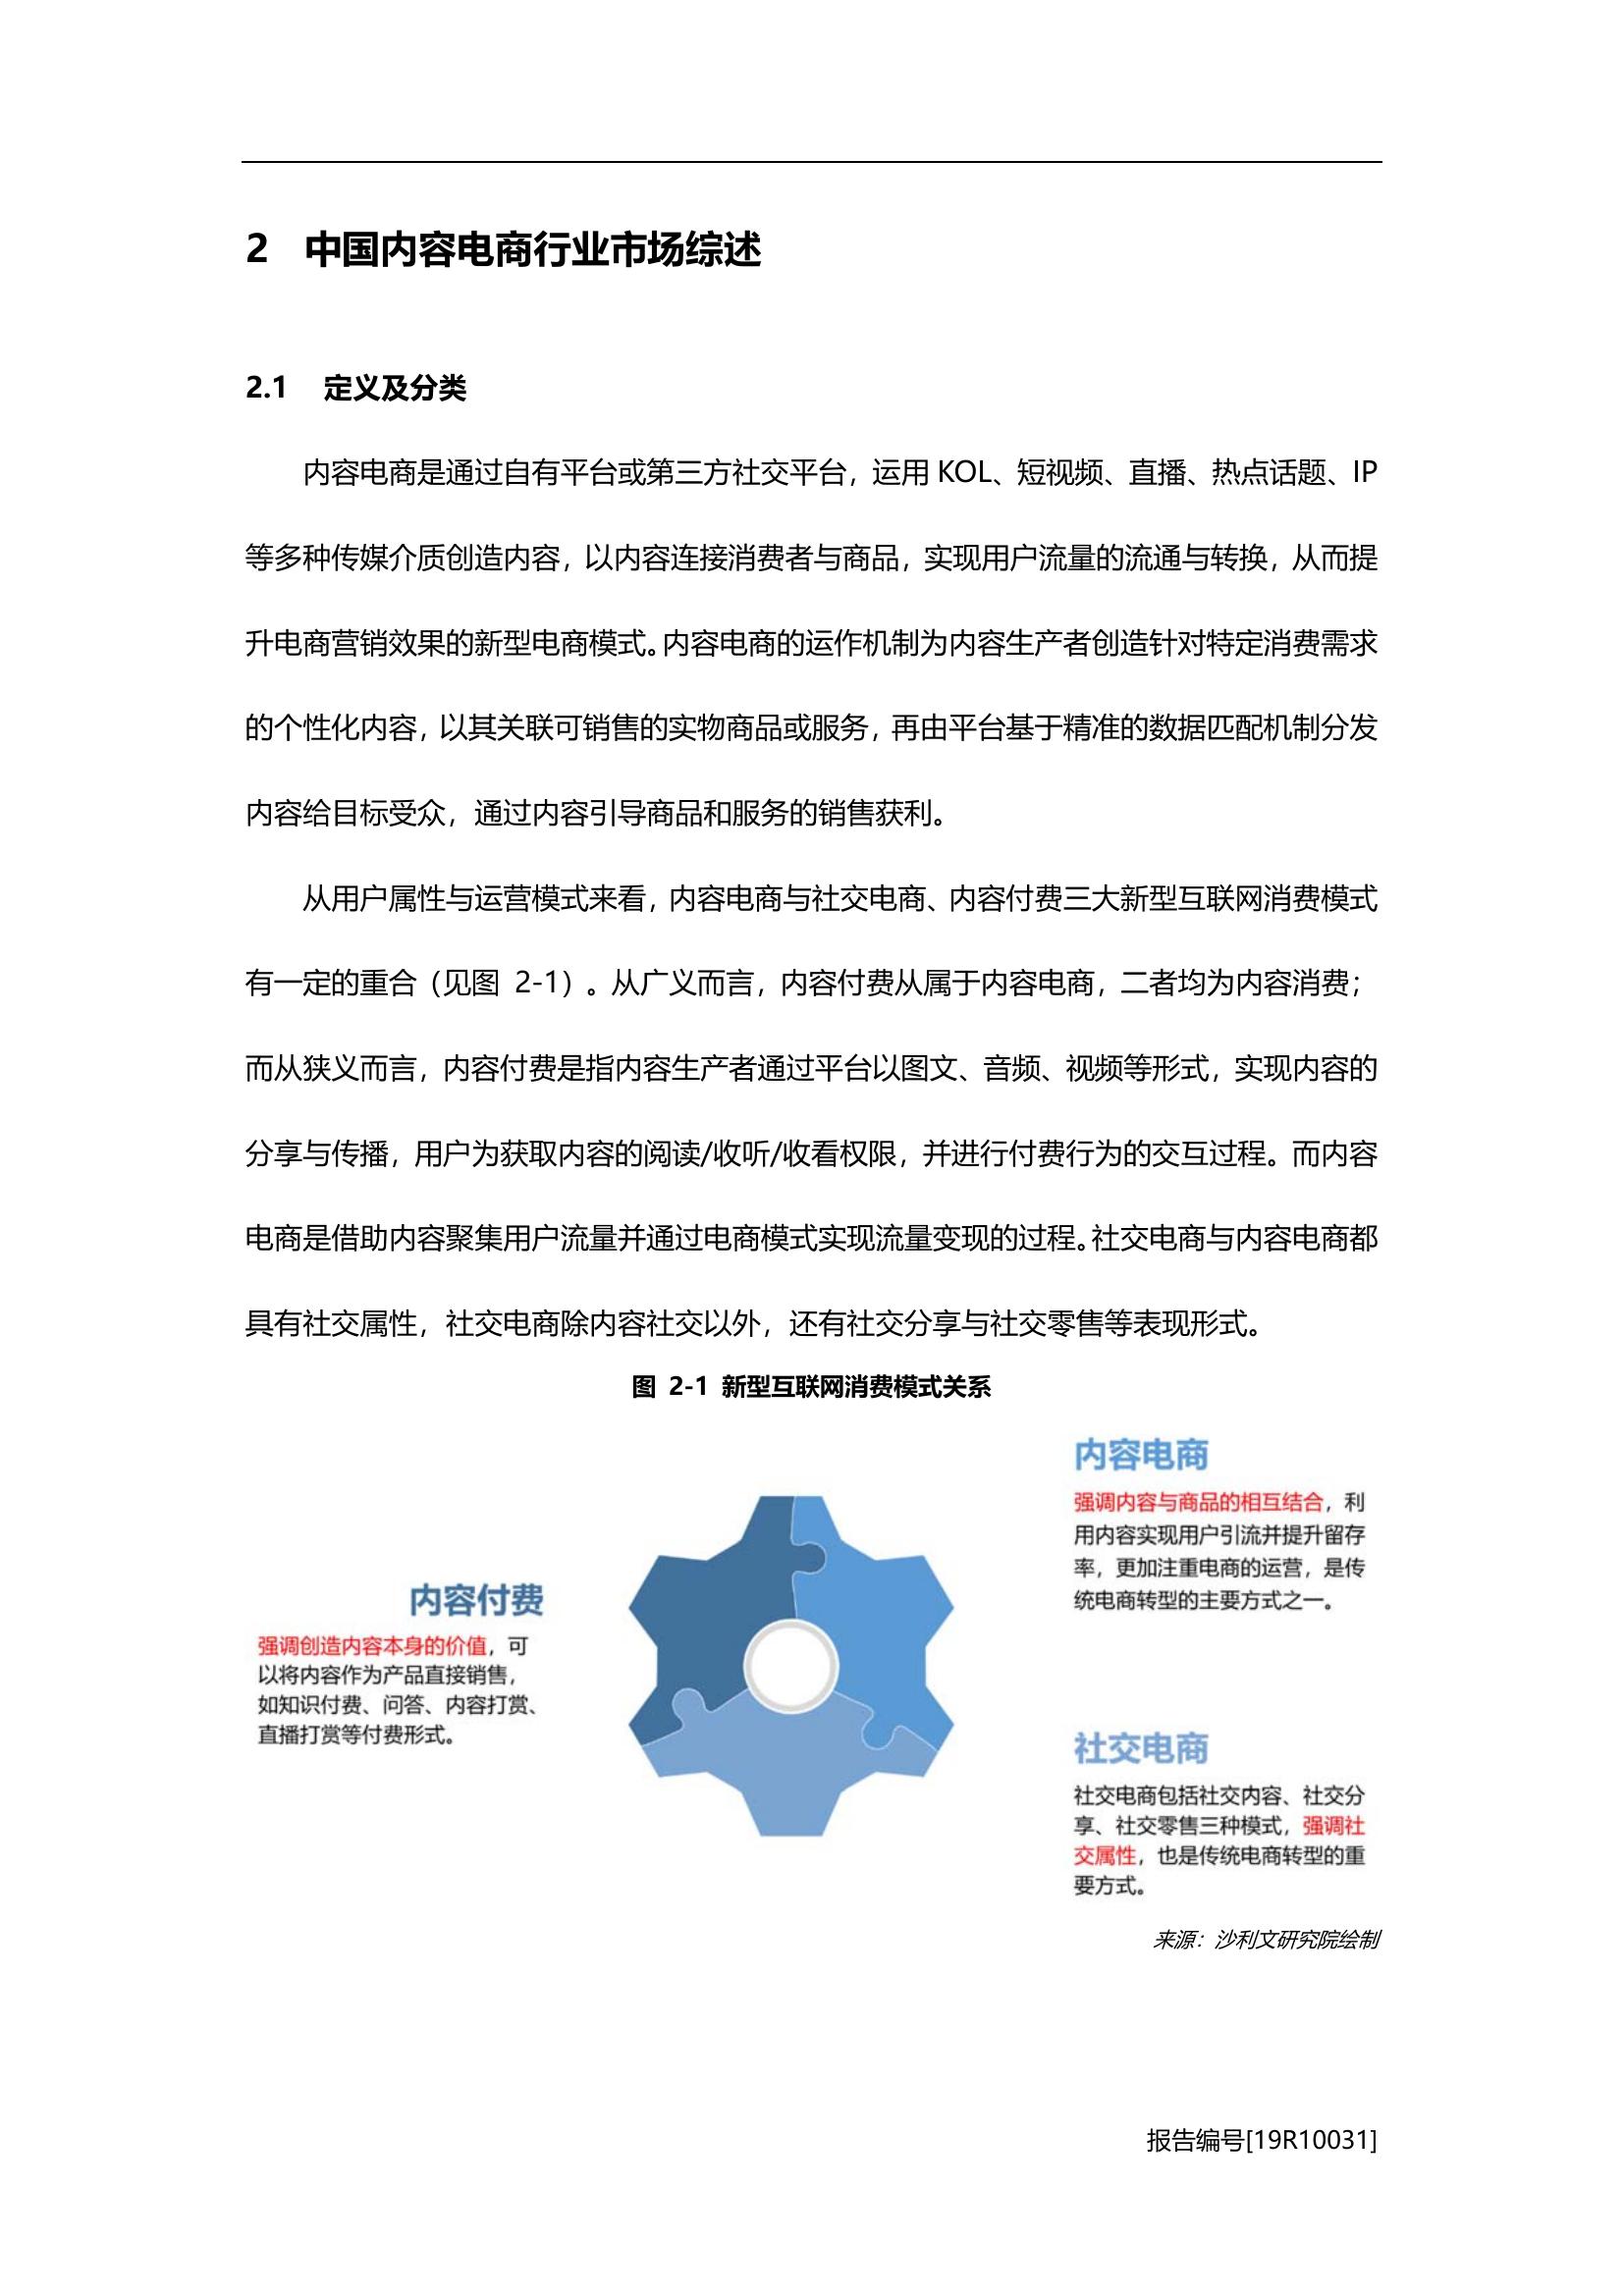 2 中国内容电商行业市场综述
2.1 定义及分类
内容电商是通过自有平台或第三方社交平台，运用 KOL、短视频、直播、热点话题、IP
等多种传媒介质创造内容，以内容连接消费者与商品，实现用户流量的流通与转换，从而提
升电商营销效果的新型电商模式。内容电商的运作机制为内容生产者创造针对特定消费需求
的个性化内容，以其关联可销售的实物商品或服务，再由平台基于精准的数据匹配机制分发
内容给目标受众，通过内容引导商品和服务的销售获利。
从用户属性与运营模式来看，内容电商与社交电商、内容付费三大新型互联网消费模式
有一定的重合（见图 2-1）。从广义而言，内容付费从属于内容电商，二者均为内容消费；
而从狭义而言，内容付费是指内容生产者通过平台以图文、音频、视频等形式，实现内容的
分享与传播，用户为获取内容的阅读/收听/收看权限，并进行付费行为的交互过程。而内容
电商是借助内容聚集用户流量并通过电商模式实现流量变现的过程。社交电商与内容电商都
具有社交属性，社交电商除内容社交以外，还有社交分享与社交零售等表现形式。
图 2-1 新型互联网消费模式关系
内容付费
强调创造内容本身的价值，可
以将内容作为产品直接销售，
如知识付费、问答、内容打赏、
直播打赏等付费形式。
内容电商
强调内容与商品的相互结合，利
用内容实现用户引流并提升留存
率，更加注重电商的运营，是传
统电商转型的主要方式之一。
社交电商
社交电商包括社交内容、社交分
享、社交零售三种模式，强调社
交属性，也是传统电商转型的重
要方式。
来源：沙利文研究院绘制
报告编号[19R10031]